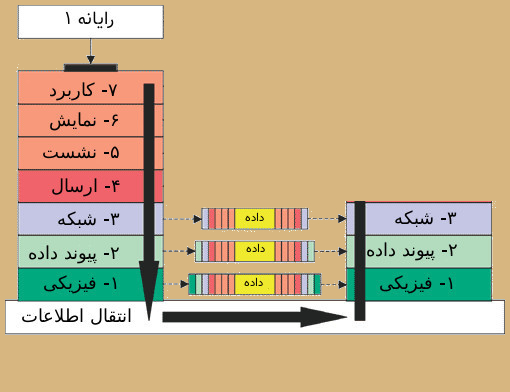 رایانه ۱
۷- کاربرد
۶- نمایش
۵- نشست
۴- ارسال
۳- شبکه
۲- پیوند داده
۱- فیزیکی
داده
داده
داده
۳- شبکه
۲- پیوند داده
۱- فیزیکی
انتقال اطلاعات